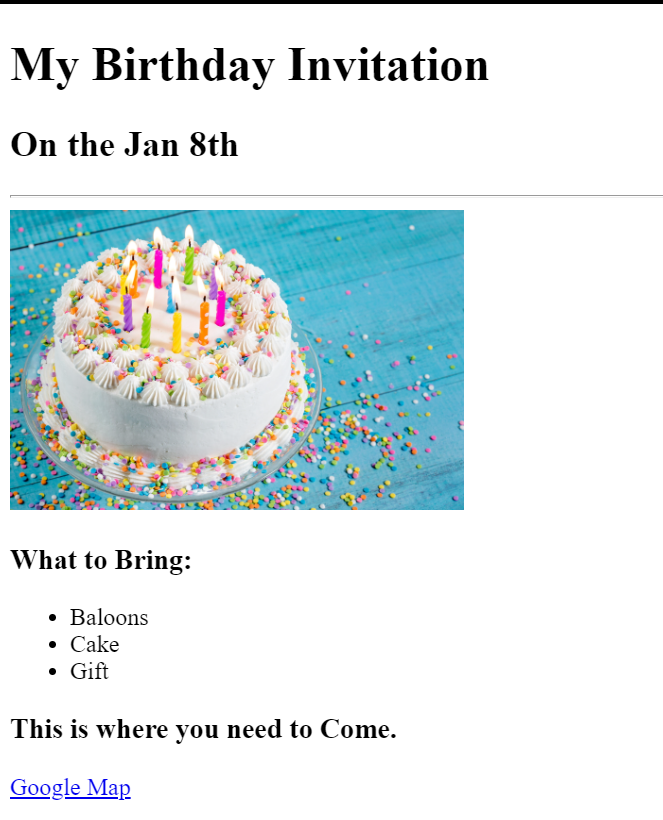 My Birthday Invitation
On the Jan 8th
What to Bring:
Baloons
Cake
Gift
This is where you need to Come.
Google Map